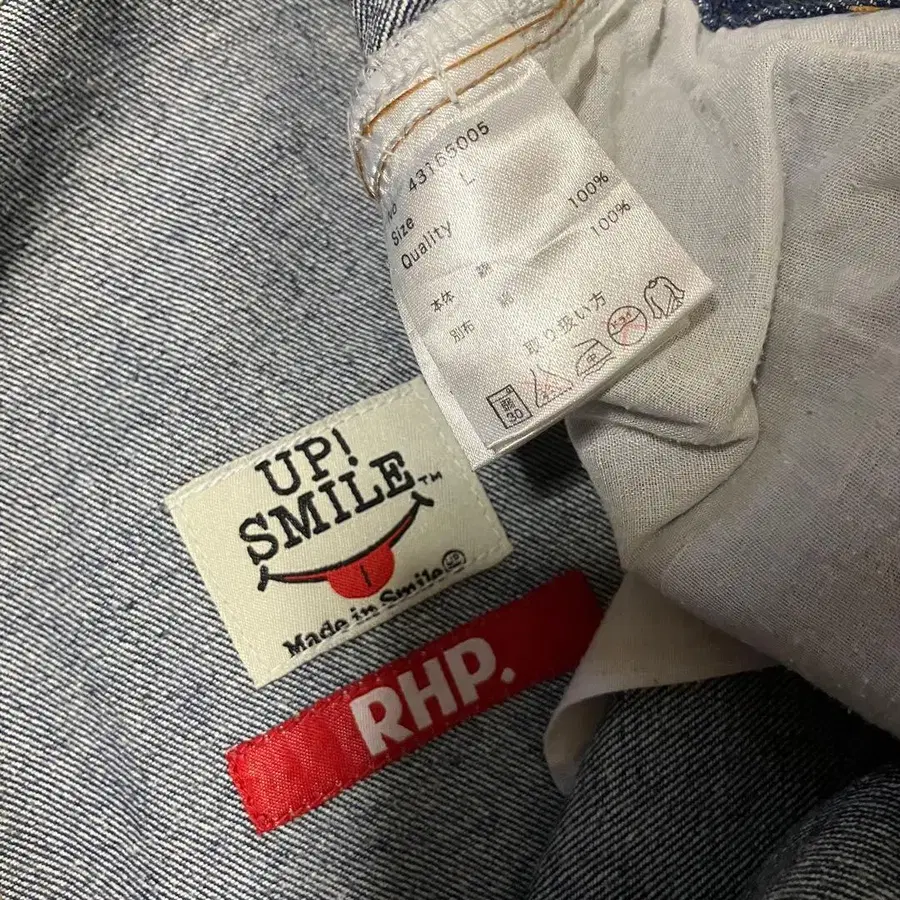 No 43165005
Size L
Quality
本体 綿 100%
別布 綿 100%
取り扱い方
30
UP!
SMILE™
Made in Smile
RHP.